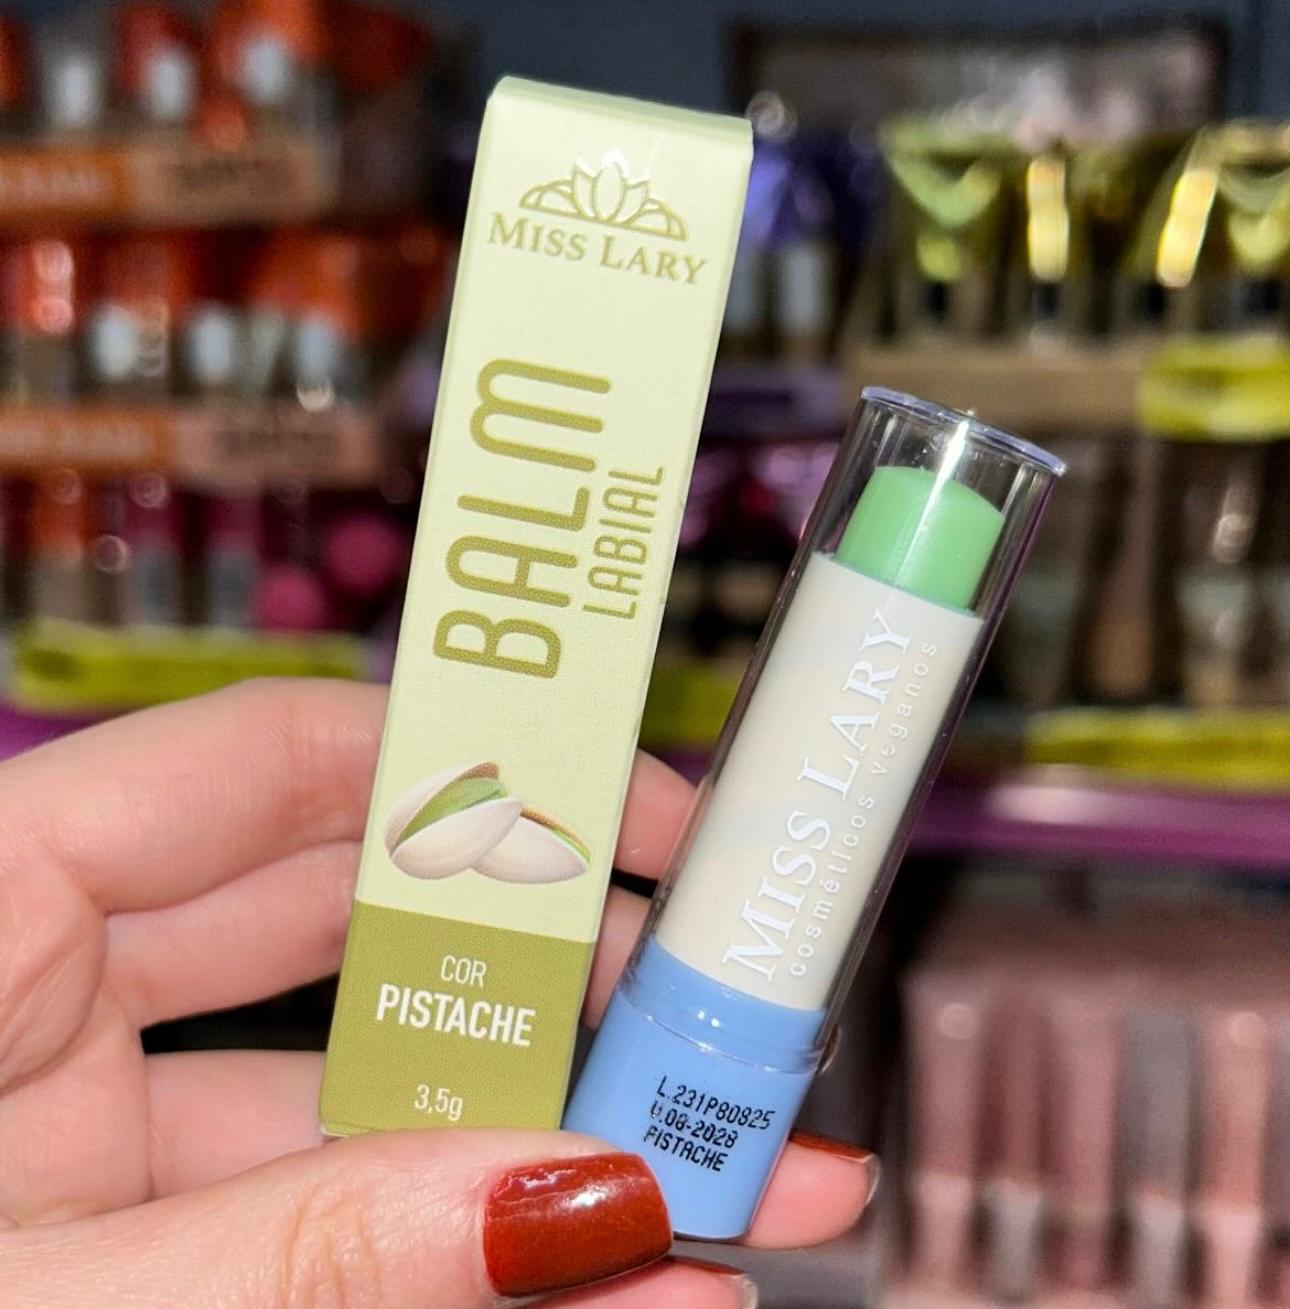 MISS LARY
BALM
LABIAL
COR
PISTACHE
3,5g
MISS LARY
cosméticos veganos
L.231P80825
V.08-2028
PISTACHE